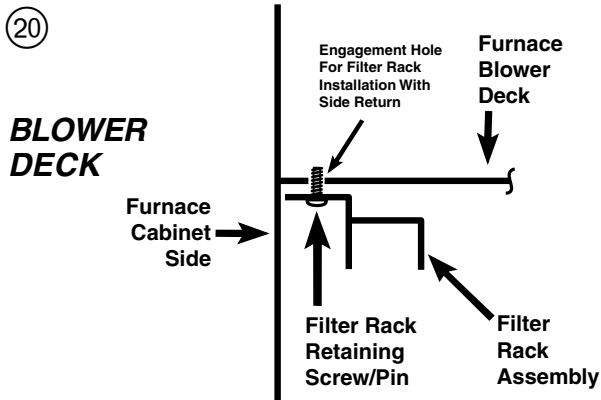 20
BLOWER
DECK
Engagement Hole
For Filter Rack
Installation With
Side Return
Furnace
Blower
Deck
Furnace
Cabinet
Side
Filter Rack
Retaining
Screw/Pin
Filter
Rack
Assembly